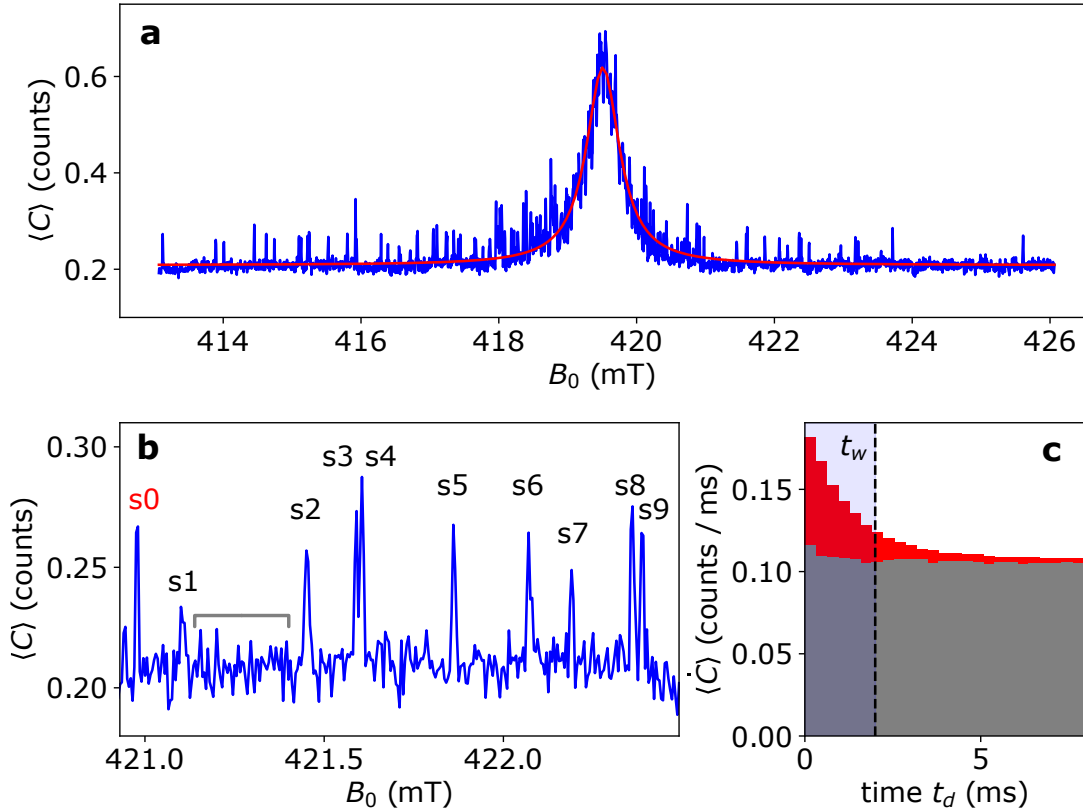 a
⟨C⟩ (counts)
0.6
0.4
0.2
414 416 418 420 422 424 426
B₀ (mT)
b
⟨C⟩ (counts)
0.30
0.25
0.20
s0
s1
s2
s3 s4
s5
s6
s7
s8
s9
421.0 421.5 422.0
B₀ (mT)
c
t_w
⟨Ċ⟩ (counts / ms)
0.15
0.10
0.05
0.00
0 5
time t_d (ms)